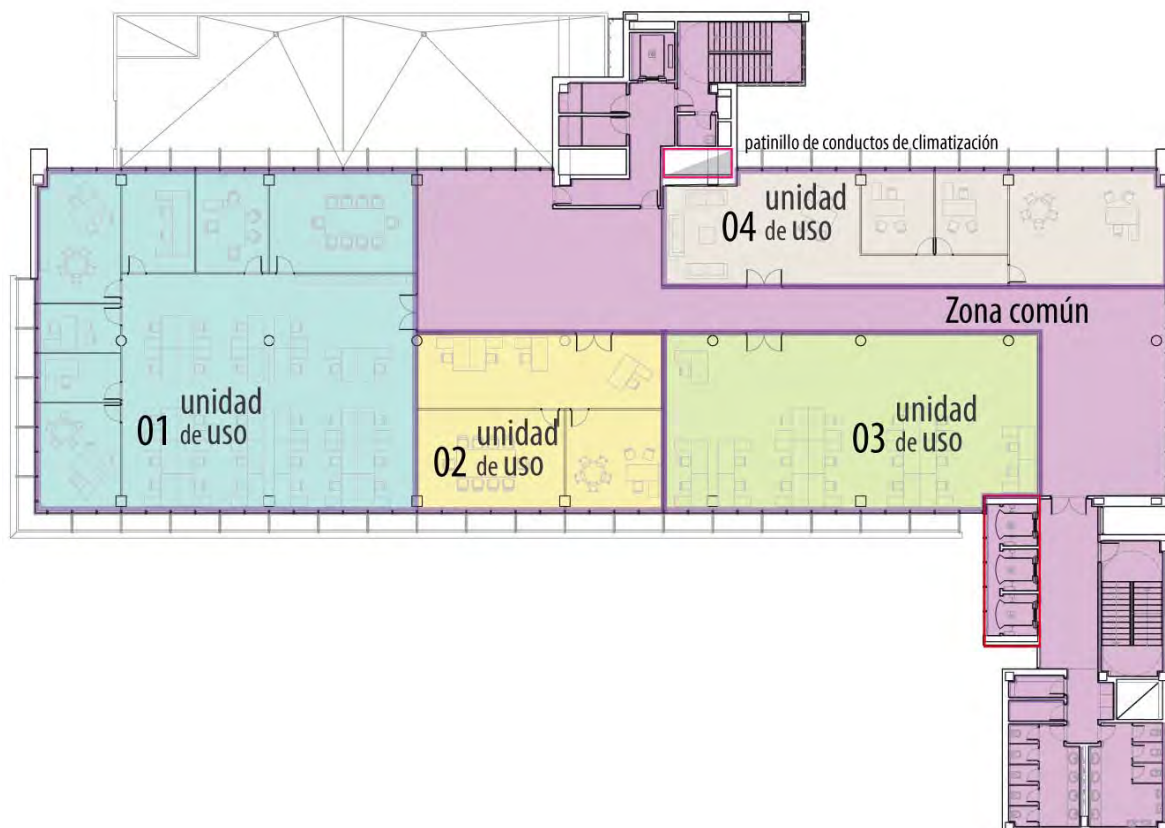 patinillo de conductos de climatización
unidad
04 de uso
Zona común
unidad
01 de uso
unidad
02 de uso
unidad
03 de uso